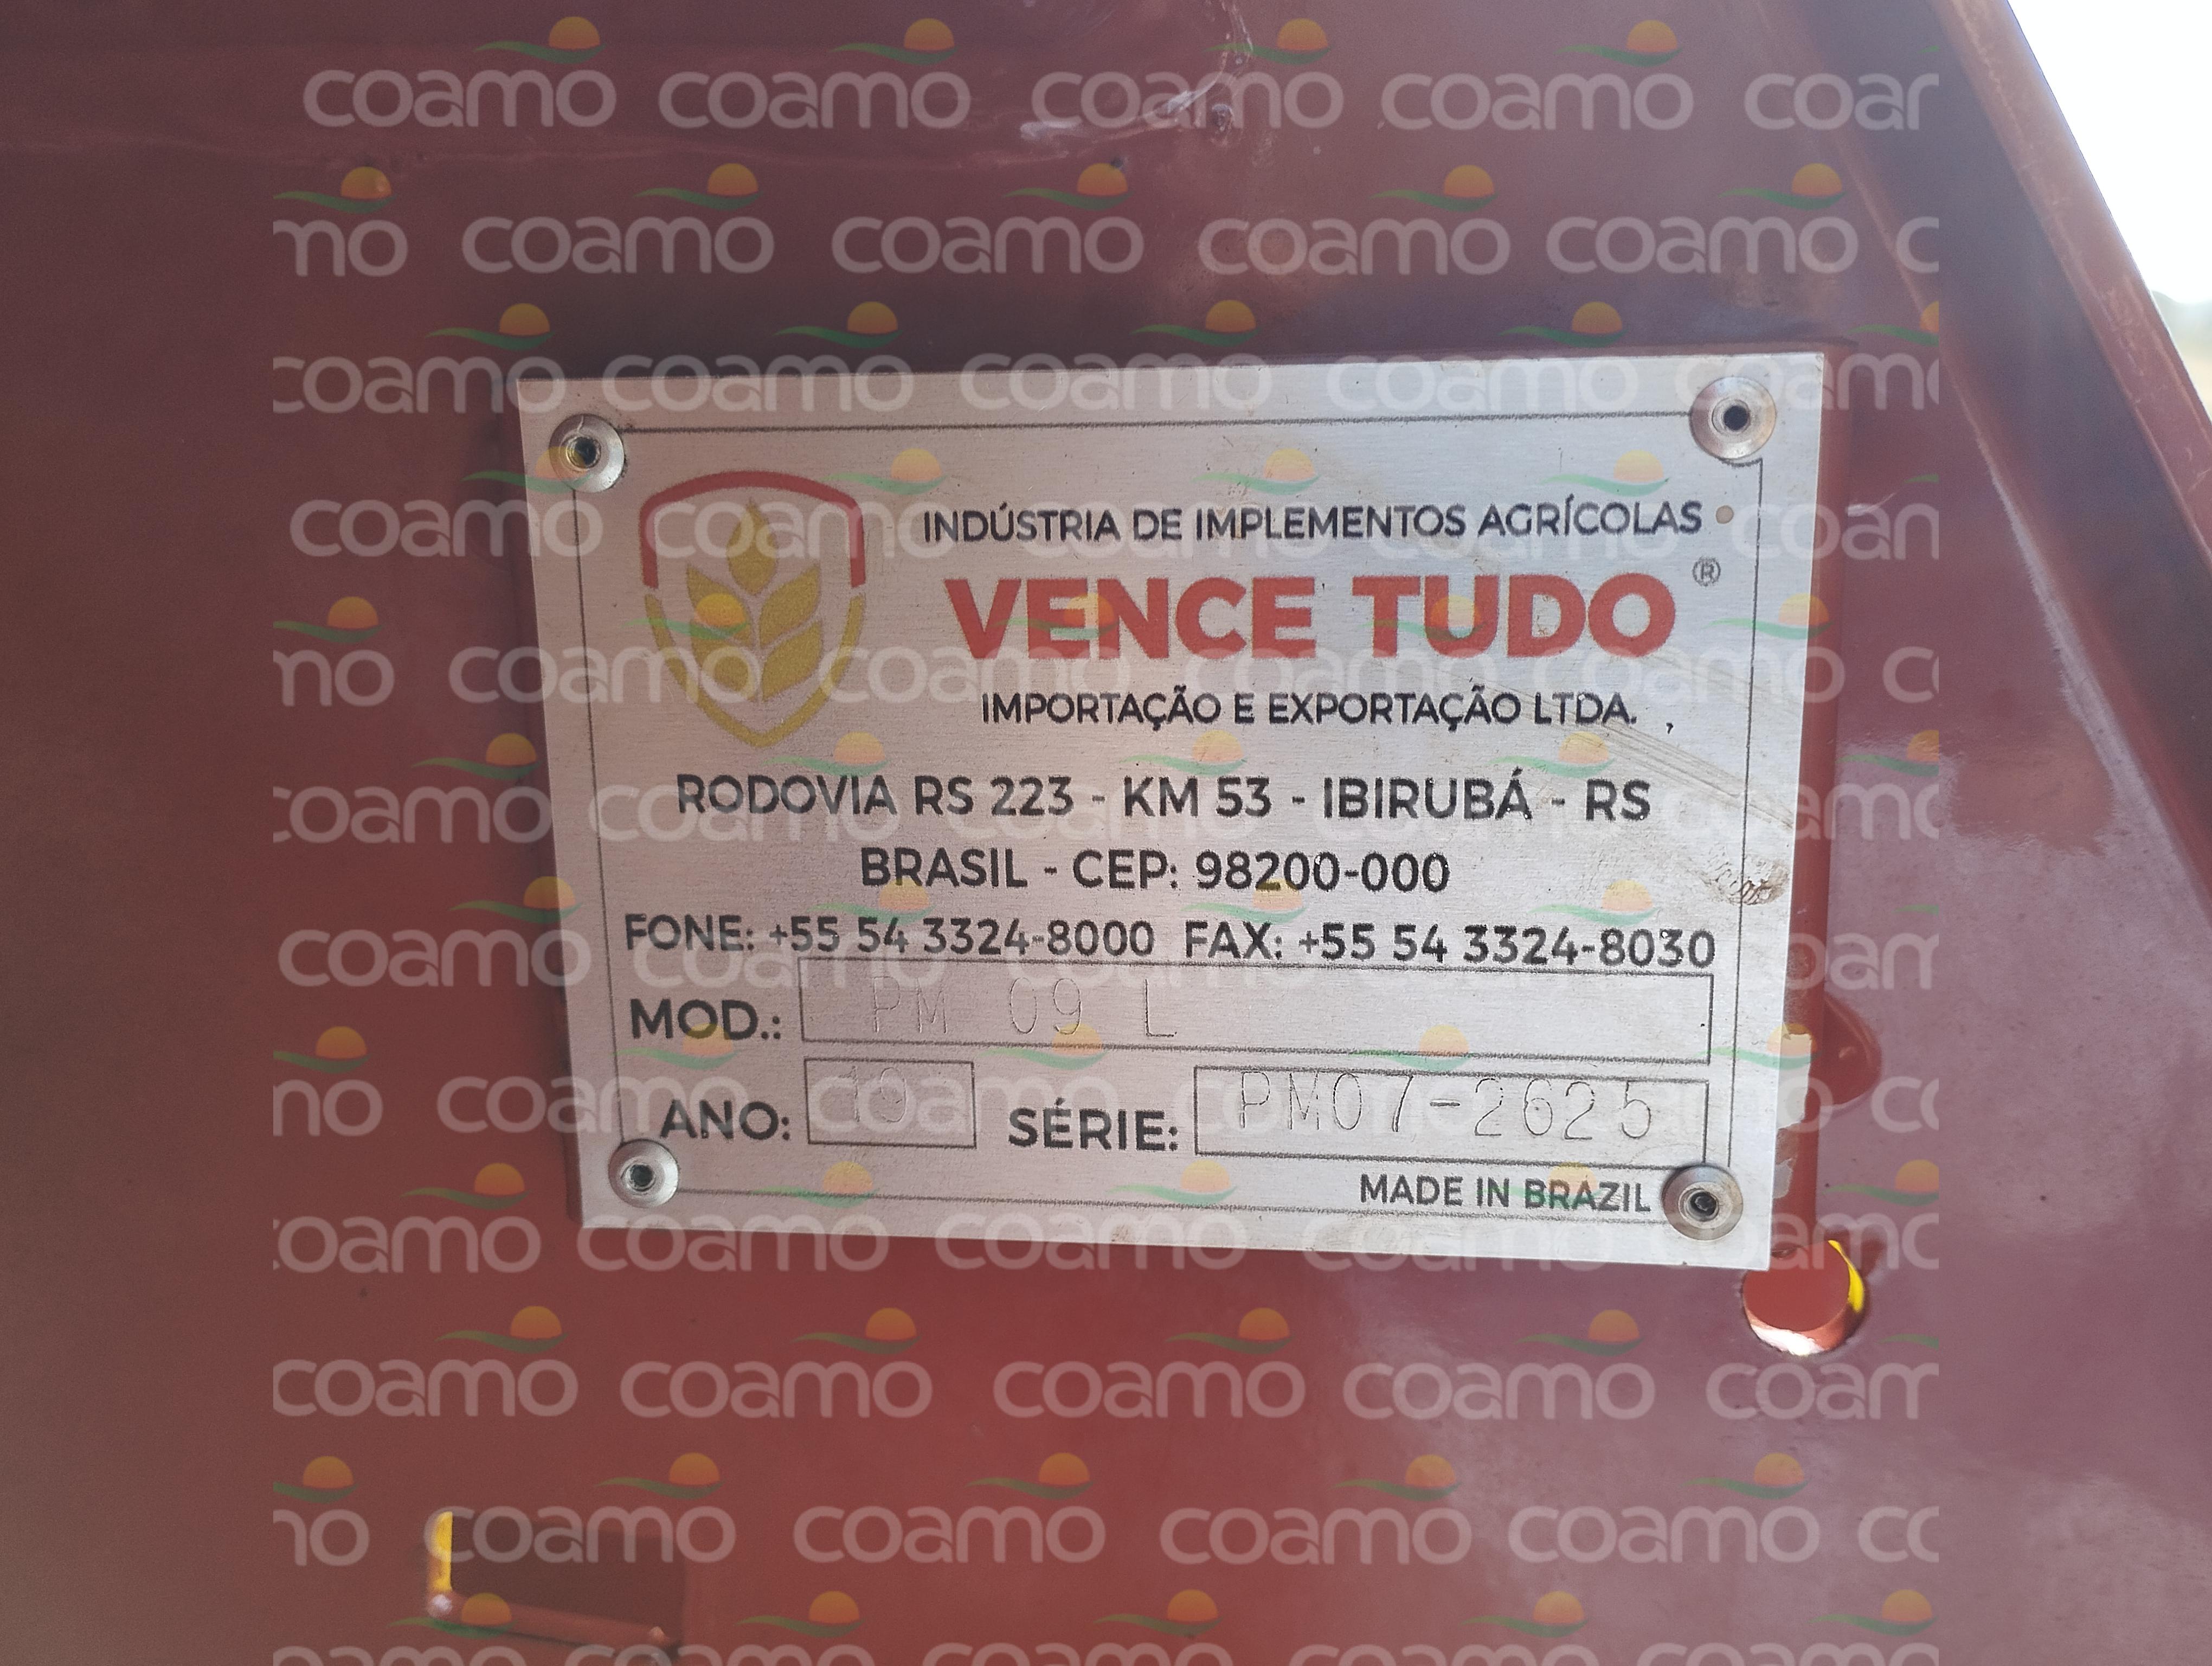 INDÚSTRIA DE IMPLEMENTOS AGRÍCOLAS
VENCE TUDO ®
IMPORTAÇÃO E EXPORTAÇÃO LTDA.
RODOVIA RS 223 - KM 53 - IBIRUBÁ - RS
BRASIL - CEP: 98200-000
FONE: +55 54 3324-8000 FAX: +55 54 3324-8030
MOD.: PM 09 L
ANO: 19 SÉRIE: PM07-2625
MADE IN BRAZIL
coamo